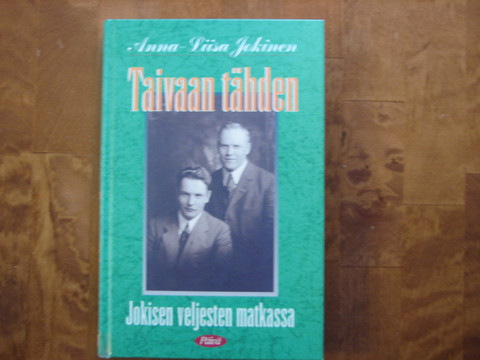 Anna-Liisa Jokinen
Taivaan tähden
Jokisen veljesten matkassa
Päivä